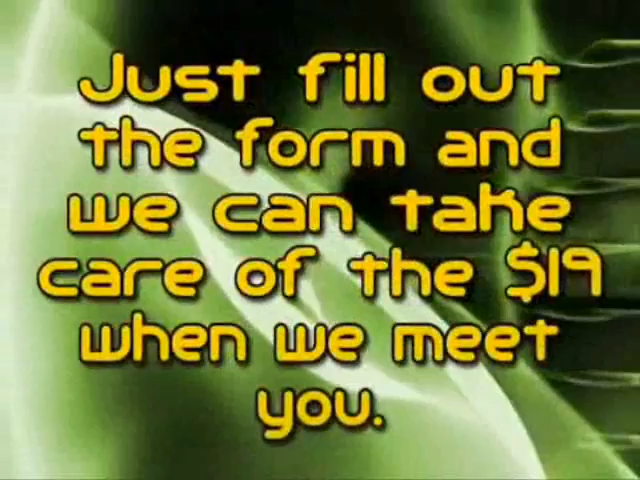 Just fill out
the form and
we can take
care of the $19
when we meet
you.